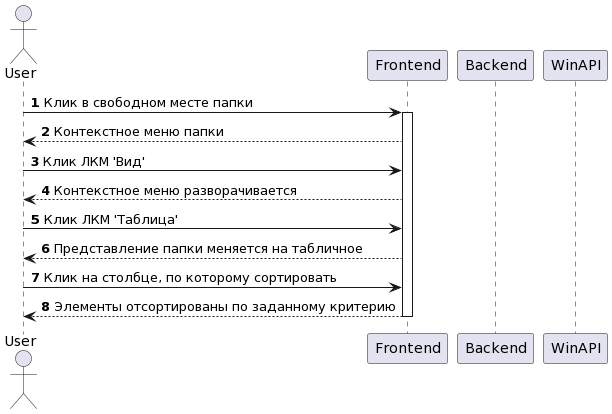 User
Frontend
Backend
WinAPI
1 Клик в свободном месте папки
2 Контекстное меню папки
3 Клик ЛКМ 'Вид'
4 Контекстное меню разворачивается
5 Клик ЛКМ 'Таблица'
6 Представление папки меняется на табличное
7 Клик на столбце, по которому сортировать
8 Элементы отсортированы по заданному критерию
User
Frontend
Backend
WinAPI